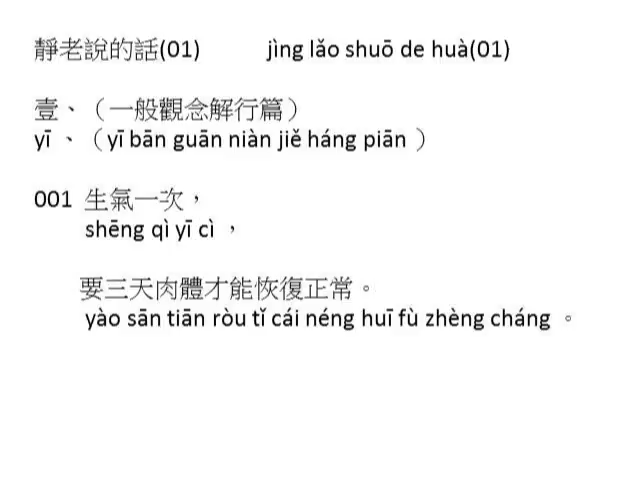 靜老說的話(01) jìng lǎo shuō de huà(01)
壹、（一般觀念解行篇）
yī 、（yī bān guān niàn jiě háng piān ）
001 生氣一次，
shēng qì yī cì ，
要三天肉體才能恢復正常。
yào sān tiān ròu tǐ cái néng huī fù zhèng cháng 。